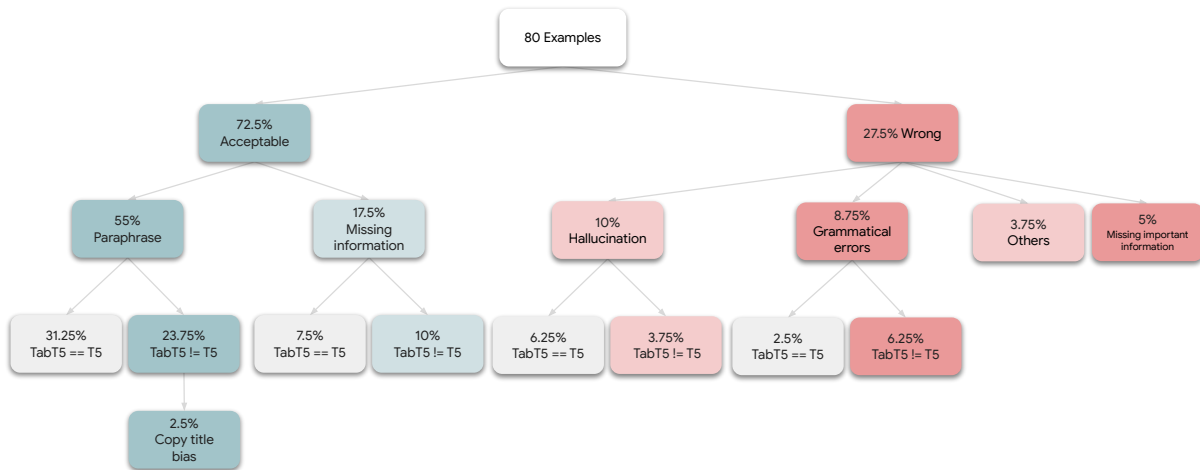 80 Examples
72.5%
Acceptable
27.5% Wrong
55%
Paraphrase
17.5%
Missing
information
10%
Hallucination
8.75%
Grammatical
errors
3.75%
Others
5%
Missing important
information
31.25%
TabT5 == T5
23.75%
TabT5 != T5
7.5%
TabT5 == T5
10%
TabT5 != T5
6.25%
TabT5 == T5
3.75%
TabT5 != T5
2.5%
TabT5 == T5
6.25%
TabT5 != T5
2.5%
Copy title
bias